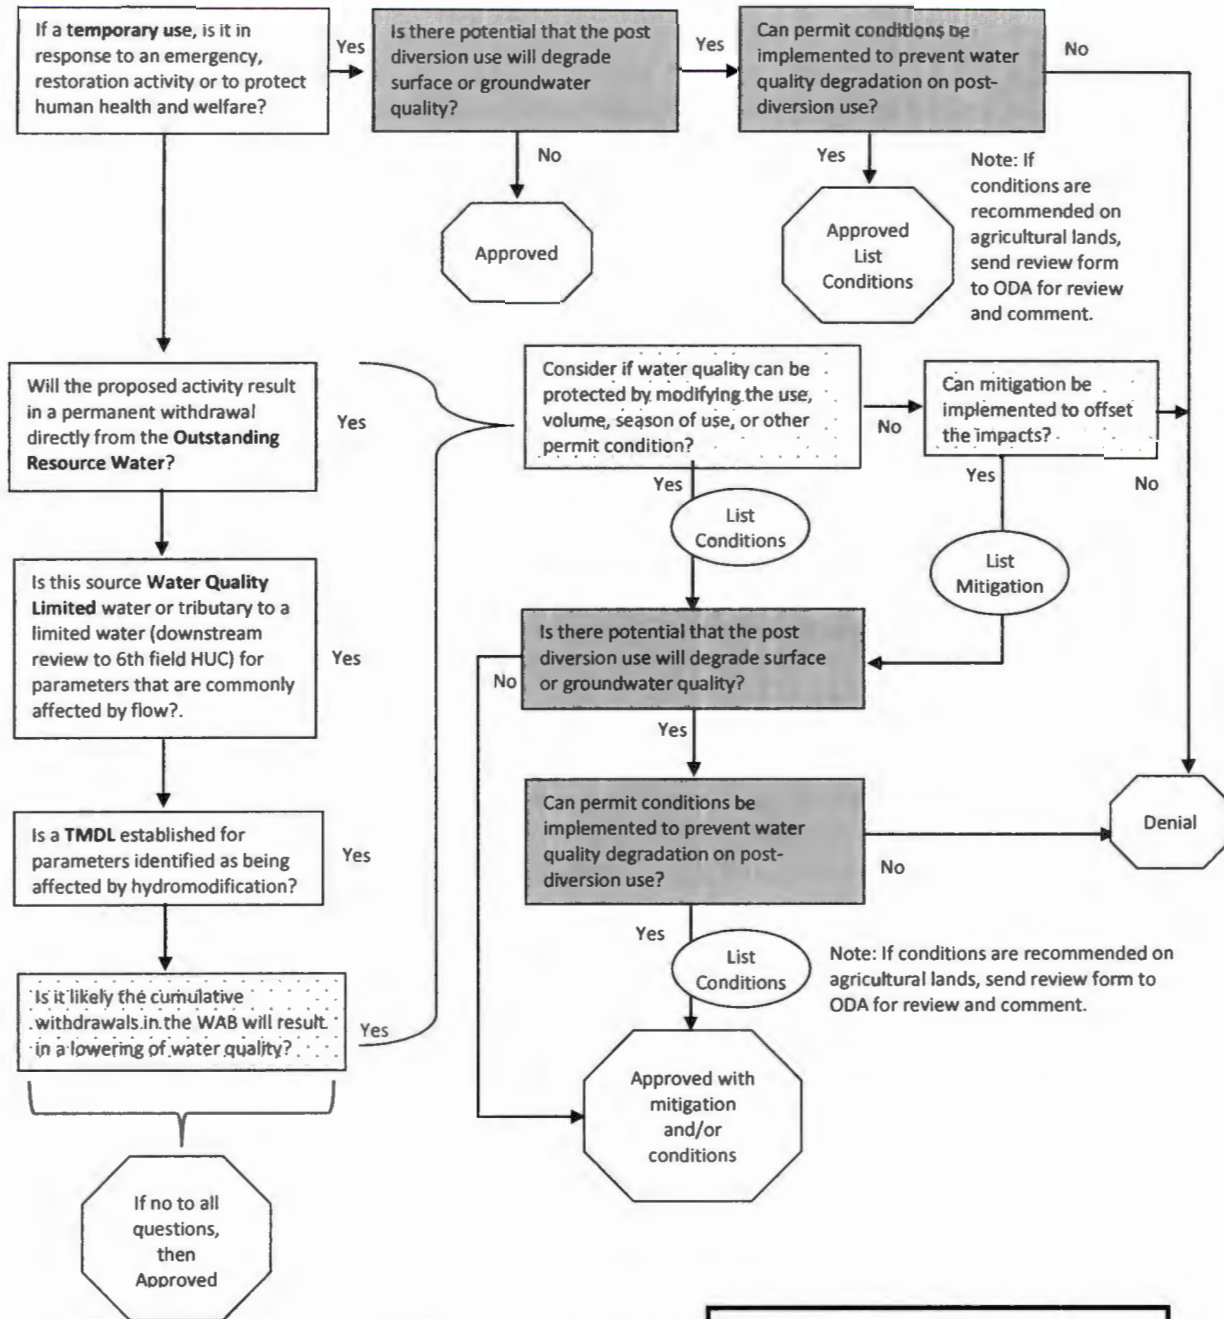 If a temporary use, is it in
response to an emergency,
restoration activity or to protect
human health and welfare?
Yes
Is there potential that the post
diversion use will degrade
surface or groundwater
quality?
Yes
Can permit conditions be
implemented to prevent water
quality degradation on post-
diversion use?
No
No
Approved
Yes
Approved
List
Conditions
Note: If
conditions are
recommended on
agricultural lands,
send review form
to ODA for review
and comment.
Will the proposed activity result
in a permanent withdrawal
directly from the Outstanding
Resource Water?
Yes
Consider if water quality can be
protected by modifying the use,
volume, season of use, or other
permit condition?
No
Can mitigation be
implemented to offset
the impacts?
No
Yes
List
Conditions
Yes
List
Mitigation
Is this source Water Quality
Limited water or tributary to a
limited water (downstream
review to 6th field HUC) for
parameters that are commonly
affected by flow?.
Yes
Is there potential that the post
diversion use will degrade surface
or groundwater quality?
No
Yes
Is a TMDL established for
parameters identified as being
affected by hydromodification?
Yes
Can permit conditions be
implemented to prevent water
quality degradation on post-
diversion use?
No
Denial
Yes
List
Conditions
Note: If conditions are recommended on
agricultural lands, send review form to
ODA for review and comment.
Is it likely the cumulative
withdrawals in the WAB will result
in a lowering of water quality?
Yes
Approved with
mitigation
and/or
conditions
If no to all
questions,
then
Approved